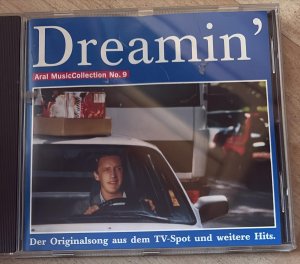 Dreamin'
Aral MusicCollection No. 9
Der Originalsong aus dem TV-Spot und weitere Hits.